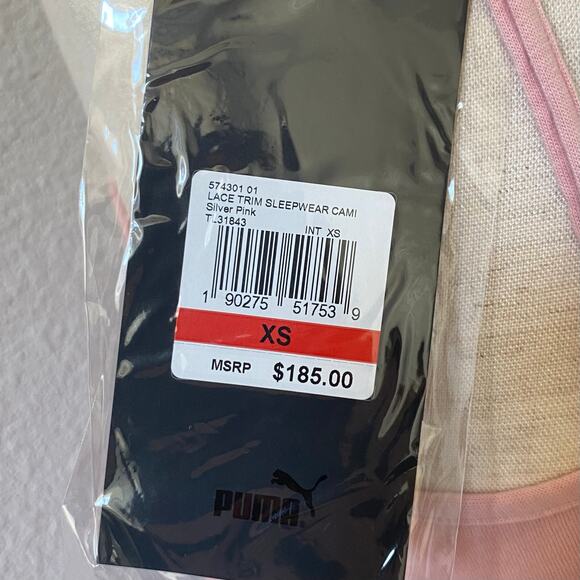 574301 01
LACE TRIM SLEEPWEAR CAMI
Silver Pink
TL31843 INT XS
1 90275 51753 9
XS
MSRP $185.00
PUMA